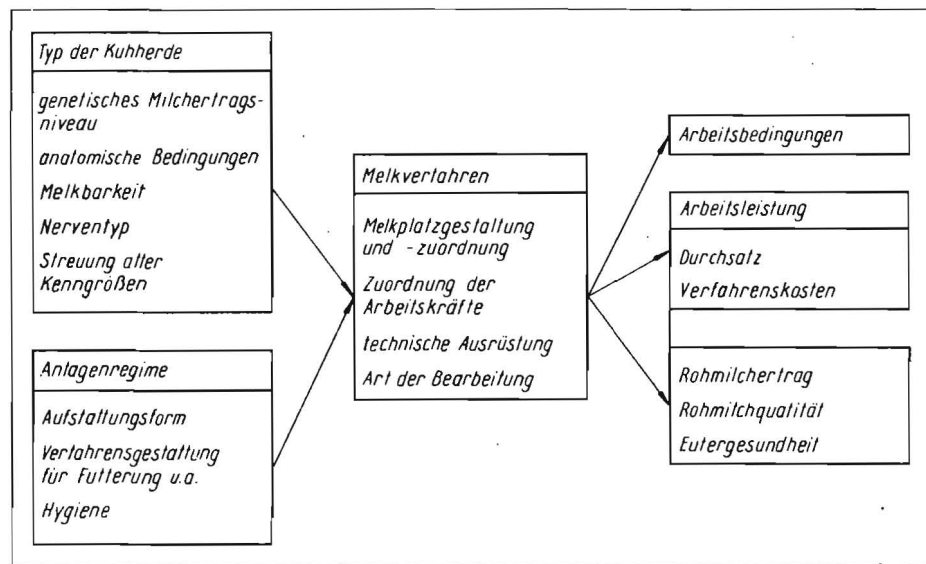 Typ der Kuhherde
genetisches Milchertrags-
niveau
anatomische Bedingungen
Melkbarkeit
Nerventyp
Streuung aller
Kenngrößen
Anlagenregime
Aufstallungsform
Verfahrensgestaltung
für Futterung u.a.
Hygiene
Melkverfahren
Melkplatzgestaltung
und -zuordnung
Zuordnung der
Arbeitskräfte
technische Ausrüstung
Art der Bearbeitung
Arbeitsbedingungen
Arbeitsleistung
Durchsatz
Verfahrenskosten
Rohmilchertrag
Rohmilchqualität
Eutergesundheit